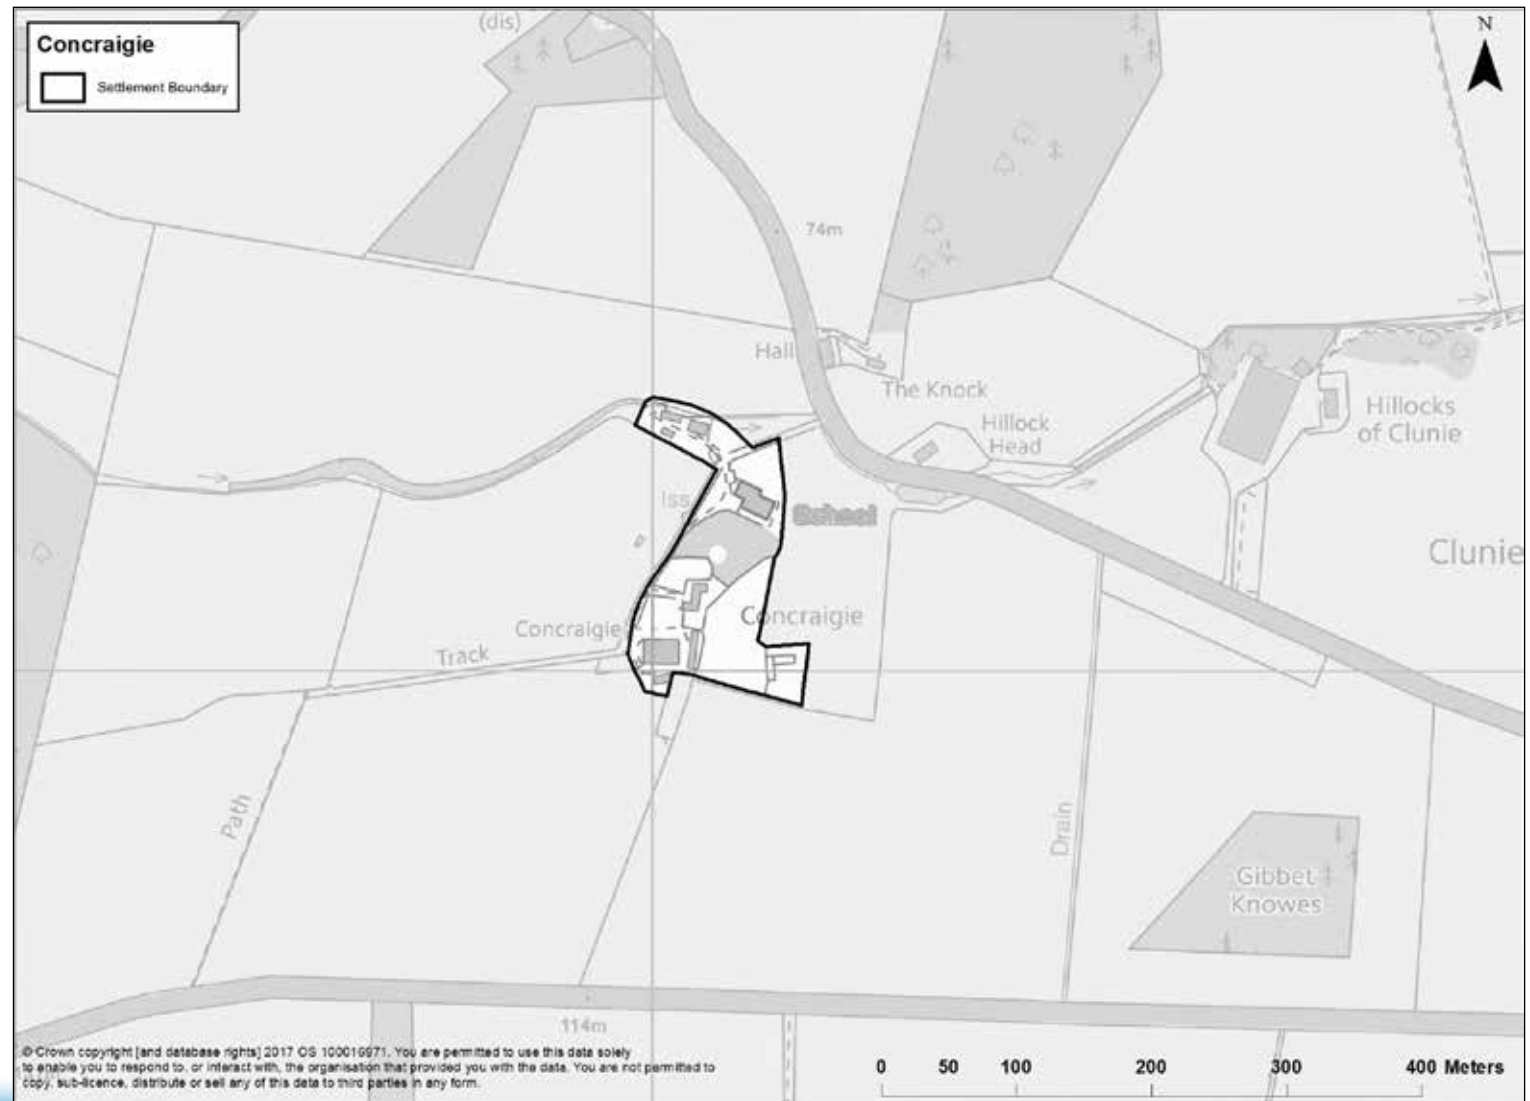 Concraigie
Settlement Boundary
(dis)
N
74m
Hall
The Knock
Hillock
Head
Hillocks
of Clunie
Iss
School
Clunie
Concraigie
Concraigie
Track
Path
Drain
Gibbet
Knowes
114m
© Crown copyright [and database rights] 2017 OS 100016971. You are permitted to use this data solely
to enable you to respond to, or interact with, the organisation that provided you with the data. You are not permitted to
copy, sub-licence, distribute or sell any of this data to third parties in any form.
0 50 100 200 300 400 Meters